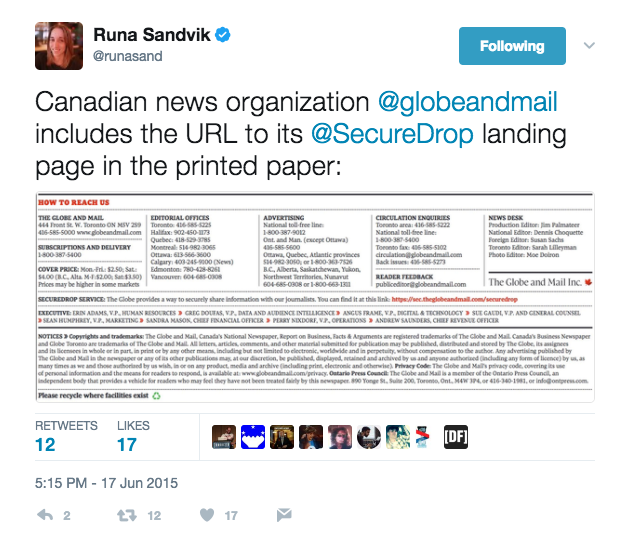 Runa Sandvik
@runasand
Following
Canadian news organization @globeandmail
includes the URL to its @SecureDrop landing
page in the printed paper:
HOW TO REACH US
THE GLOBE AND MAIL
444 Front St. W. Toronto ON M5V 2S9
416-585-5000 www.globeandmail.com
SUBSCRIPTIONS AND DELIVERY
1-800-387-5400
COVER PRICE: Mon.-Fri.: $2.50; Sat.:
$4.00 (B.C., Alta. M-F:$2.00; Sat:$3.50)
Prices may be higher in some markets
EDITORIAL OFFICES
Toronto: 416-585-5225
Halifax: 902-450-1173
Quebec: 418-529-3785
Montreal: 514-982-3065
Ottawa: 613-566-3600
Calgary: 403-245-9100 (News)
Edmonton: 780-428-8261
Vancouver: 604-685-0308
ADVERTISING
National toll-free line:
1-800-387-9012
Ont. and Man. (except Ottawa)
416-585-5600
Ottawa, Quebec, Atlantic provinces
514-982-3050; or 1-800-363-7526
B.C., Alberta, Saskatchewan, Yukon,
Northwest Territories, Nunavut
604-685-0308 or 1-800-663-1311
CIRCULATION ENQUIRIES
Toronto area: 416-585-5222
National toll-free line:
1-800-387-5400
Toronto fax: 416-585-5102
circulation@globeandmail.com
Back issues: 416-585-5273
READER FEEDBACK
publiceditor@globeandmail.com
NEWS DESK
Production Editor: Jim Palmateer
National Editor: Dennis Choquette
Foreign Editor: Susan Sachs
Toronto Editor: Sarah Lilleyman
Photo Editor: Moe Doiron
The Globe and Mail Inc.
SECUREDROP SERVICE: The Globe provides a way to securely share information with our journalists. You can find it at this link: https://sec.theglobeandmail.com/securedrop
EXECUTIVE: ERIN ADAMS, V.P., HUMAN RESOURCES GREG DOUFAS, V.P., DATA AND AUDIENCE INTELLIGENCE ANGUS FRAME, V.P., DIGITAL & TECHNOLOGY SUE GAUDI, V.P. AND GENERAL COUNSEL
SEAN HUMPHREY, V.P., MARKETING SANDRA MASON, CHIEF FINANCIAL OFFICER PERRY NIXDORF, V.P., OPERATIONS ANDREW SAUNDERS, CHIEF REVENUE OFFICER
NOTICES Copyrights and trademarks: The Globe and Mail, Canada's National Newspaper, Report on Business, Facts & Arguments are registered trademarks of The Globe and Mail. Canada's Business Newspaper
and Globe Toronto are trademarks of The Globe and Mail. All letters, articles, comments, and other material submitted for publication may be published, distributed and stored by The Globe and Mail, its assignees
and its licensees in whole or in part, in print or by any other means, including but not limited to electronic, worldwide and in perpetuity, without compensation to the author. Any advertising published by
The Globe and Mail in the newspaper or any of its other publications may, at our discretion, be published, displayed, retained and archived by us and anyone authorized (including any form of licence) by us, as
many times as we and those authorized by us wish, in or on any product, media and archive (including print, electronic and otherwise). Privacy Code: The Globe and Mail's privacy code, covering its use
of personal information and the means for readers to respond, is available at: www.globeandmail.com/privacy. Ontario Press Council: The Globe and Mail is a member of the Ontario Press Council, an
independent body that provides a vehicle for readers who may feel they have not been treated fairly by this newspaper. 890 Yonge St., Suite 200, Toronto, Ont., M4W 3P4, or 416-340-1981, or info@ontpress.com.
Please recycle where facilities exist
RETWEETS LIKES
12 17
[DF]
5:15 PM - 17 Jun 2015
2 12 17